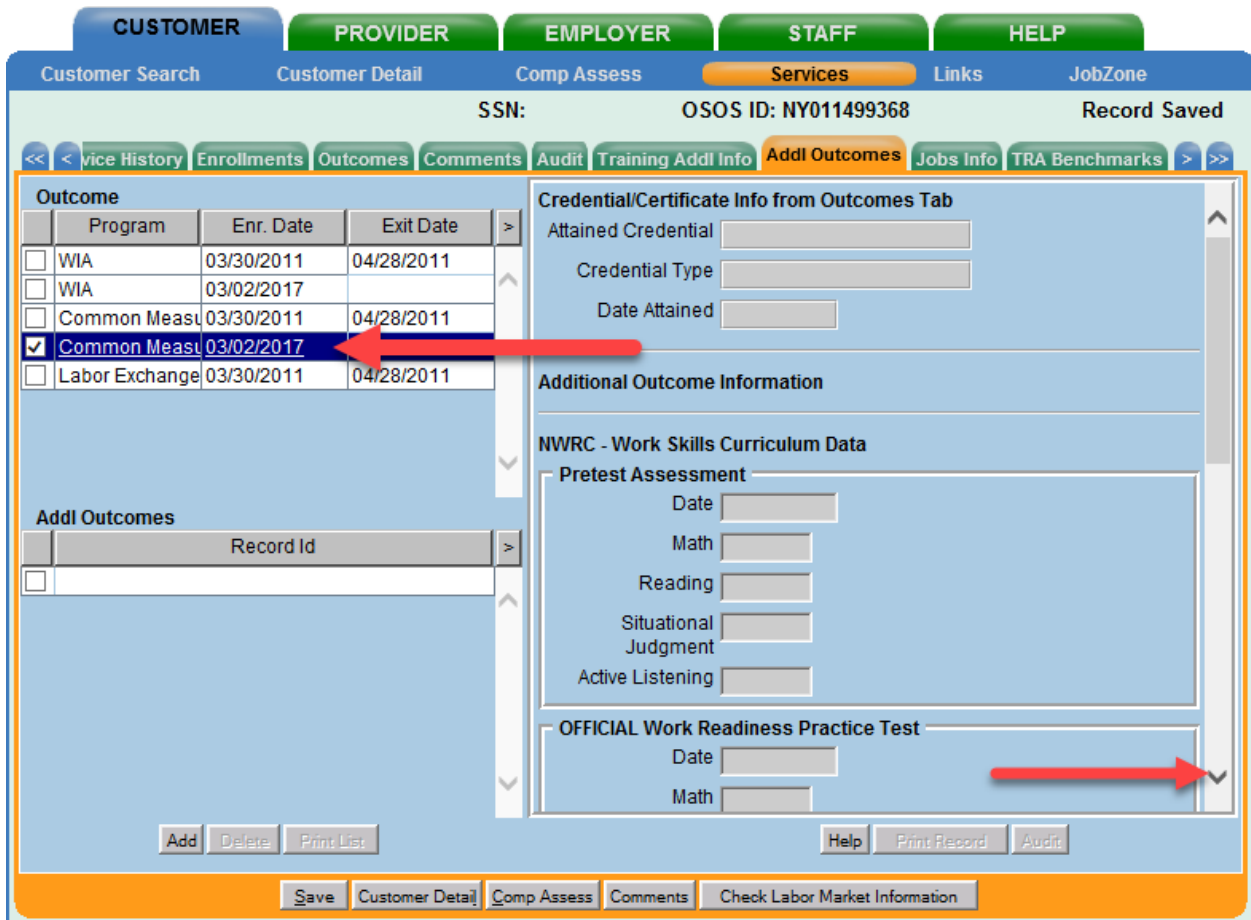 CUSTOMER PROVIDER EMPLOYER STAFF HELP
Customer Search Customer Detail Comp Assess Services Links JobZone
SSN: OSOS ID: NY011499368 Record Saved
<< < vice History Enrollments Outcomes Comments Audit Training Addl Info Addl Outcomes Jobs Info TRA Benchmarks > >>
Outcome
Program Enr. Date Exit Date >
WIA 03/30/2011 04/28/2011
WIA 03/02/2017
Common Measu 03/30/2011 04/28/2011
Common Measu 03/02/2017
Labor Exchange 03/30/2011 04/28/2011
Addl Outcomes
Record Id >
Add Delete Print List
Credential/Certificate Info from Outcomes Tab
Attained Credential
Credential Type
Date Attained
Additional Outcome Information
NWRC - Work Skills Curriculum Data
Pretest Assessment
Date
Math
Reading
Situational
Judgment
Active Listening
OFFICIAL Work Readiness Practice Test
Date
Math
Help Print Record Audit
Save Customer Detail Comp Assess Comments Check Labor Market Information